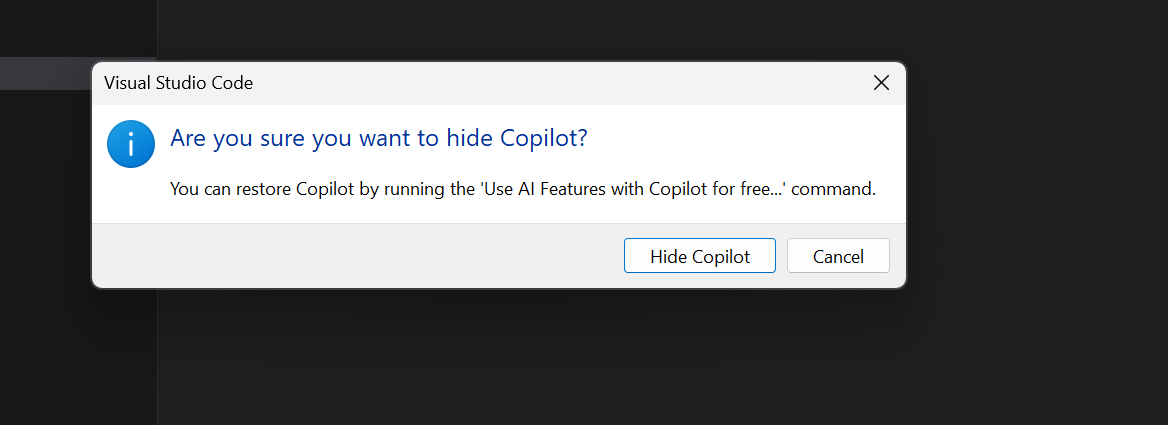 Visual Studio Code
Are you sure you want to hide Copilot?
You can restore Copilot by running the 'Use AI Features with Copilot for free...' command.
Hide Copilot
Cancel